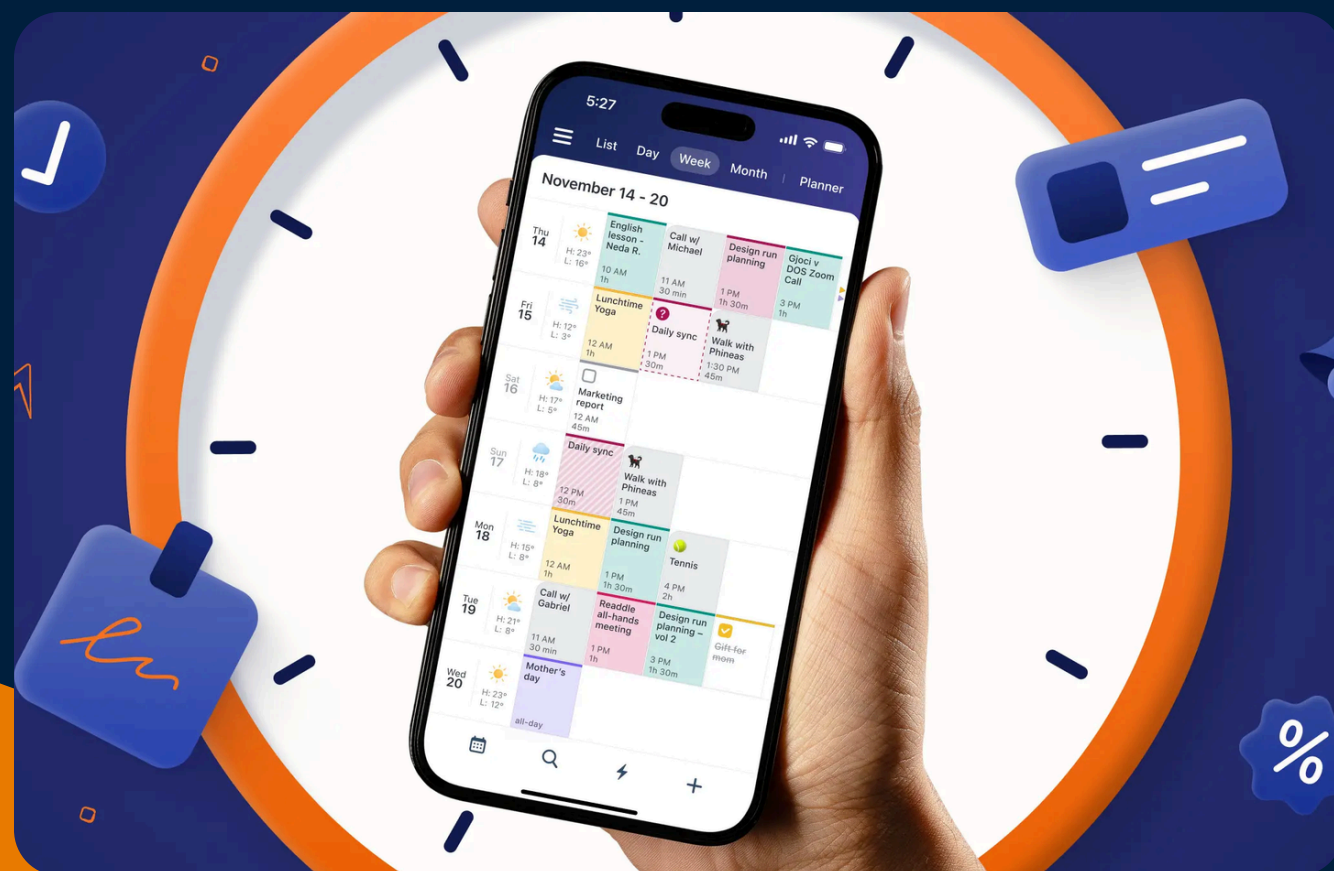 5:27
List Day Week Month Planner
November 14 - 20
Thu
14
H: 23°
L: 16°
English
lesson -
Neda R.
10 AM
1h
Call w/
Michael
11 AM
30 min
Design run
planning
1 PM
1h 30m
Gjoci v
DOS Zoom
Call
3 PM
1h
Fri
15
H: 12°
L: 3°
Lunchtime
Yoga
12 AM
1h
?
Daily sync
1 PM
30m
Walk with
Phineas
1:30 PM
45m
Sat
16
H: 17°
L: 5°
Marketing
report
12 AM
45m
Sun
17
H: 18°
L: 8°
Daily sync
12 PM
30m
Walk with
Phineas
1 PM
45m
Mon
18
H: 15°
L: 8°
Lunchtime
Yoga
12 AM
1h
Design run
planning
1 PM
1h 30m
Tennis
4 PM
2h
Tue
19
H: 21°
L: 8°
Call w/
Gabriel
11 AM
30 min
Readdle
all-hands
meeting
1 PM
1h
Design run
planning –
vol 2
3 PM
1h 30m
Gift for
mom
Wed
20
H: 23°
L: 12°
Mother's
day
all-day
%